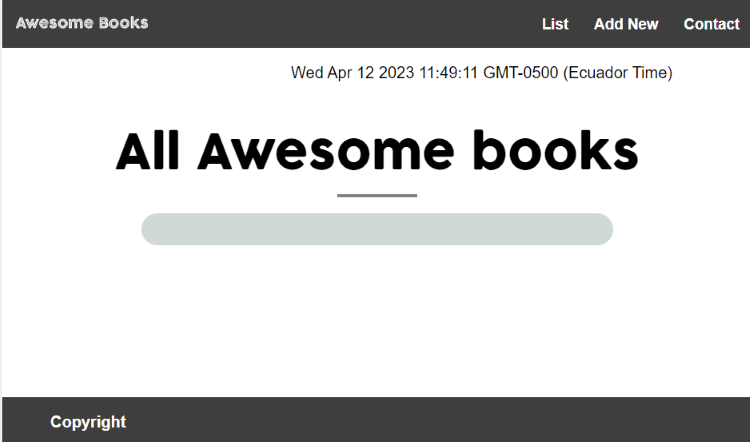 Awesome Books
List Add New Contact
Wed Apr 12 2023 11:49:11 GMT-0500 (Ecuador Time)
All Awesome books
Copyright